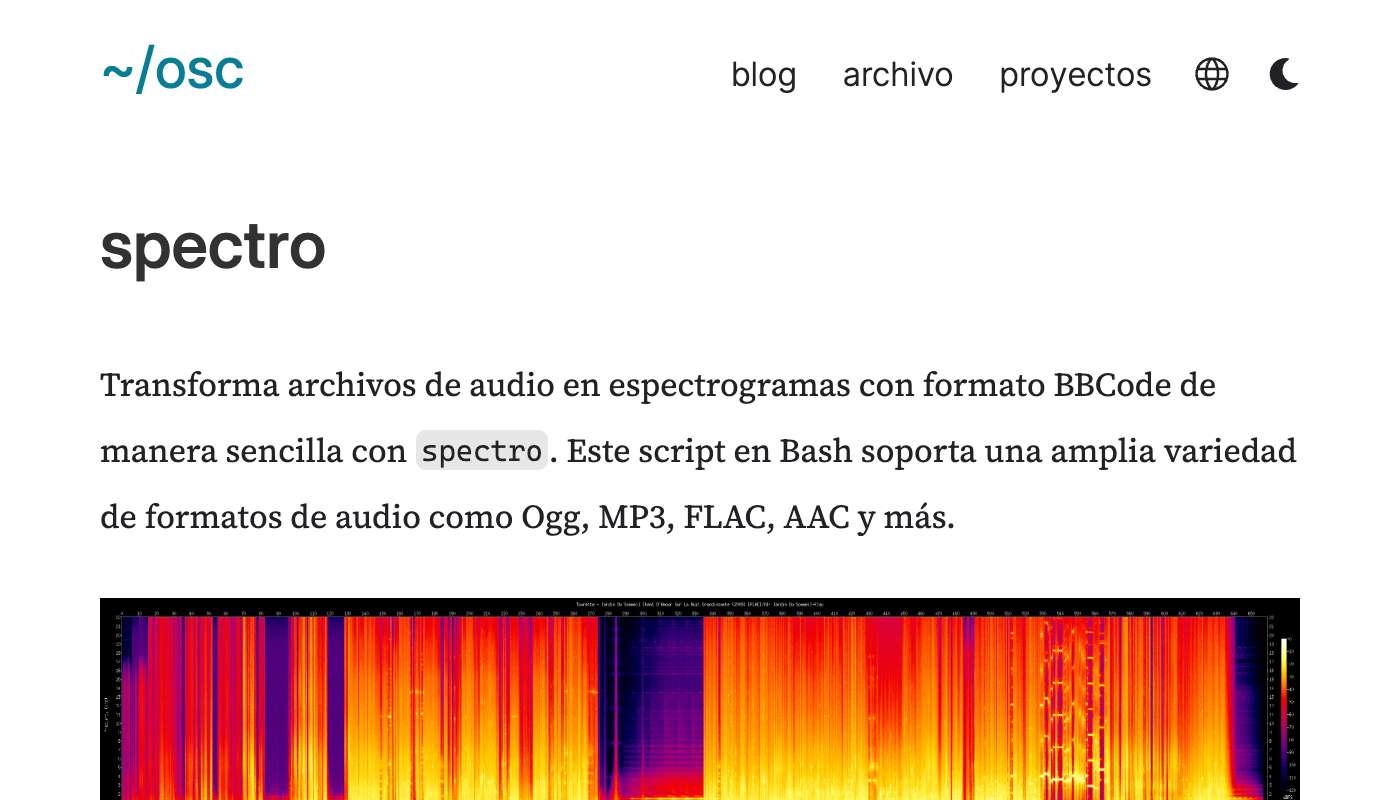 ~/osc
blog archivo proyectos
spectro
Transforma archivos de audio en espectrogramas con formato BBCode de
manera sencilla con spectro. Este script en Bash soporta una amplia variedad
de formatos de audio como Ogg, MP3, FLAC, AAC y más.